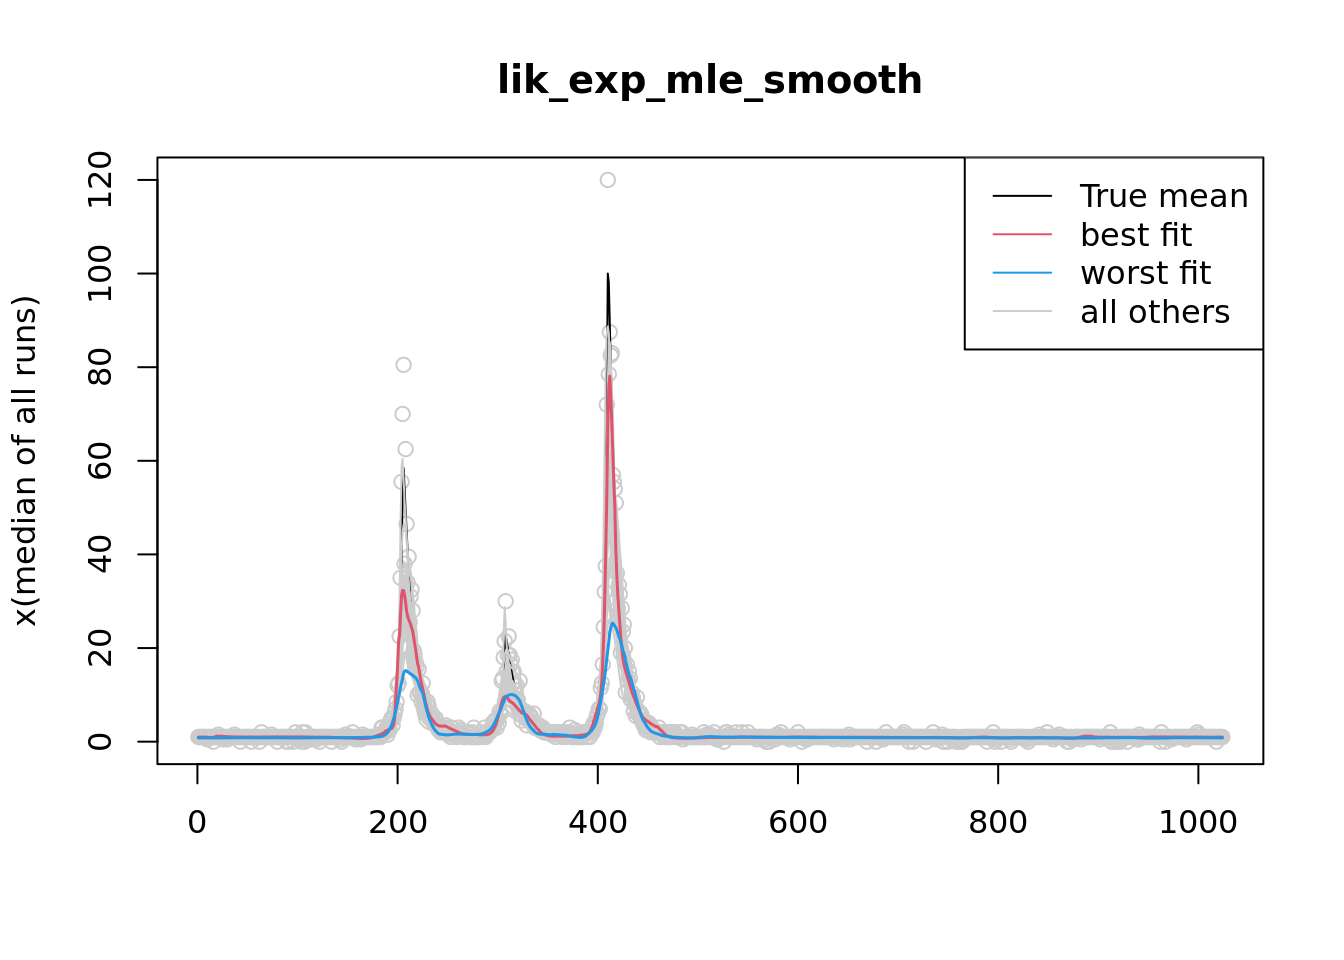 lik_exp_mle_smooth
x(median of all runs)
120
100
80
60
40
20
0
True mean
best fit
worst fit
all others
0 200 400 600 800 1000